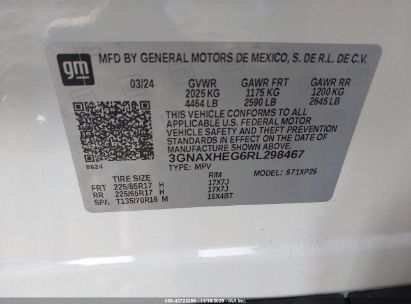 gm MFD BY GENERAL MOTORS DE MEXICO, S. DE R.L. DE C.V.
03/24 GVWR GAWR FRT GAWR RR
2025 KG 1175 KG 1200 KG
4464 LB 2590 LB 2645 LB
THIS VEHICLE CONFORMS TO ALL APPLICABLE
U.S. FEDERAL MOTOR VEHICLE SAFETY,
BUMPER, AND THEFT PREVENTION
STANDARDS IN EFFECT ON THE DATE OF
MANUFACTURE SHOWN ABOVE.
3GNAXHEG6RL298467
TYPE: MPV MODEL: 671XP26
TIRE SIZE RIM
FRT 225/65R17 H 17X7J
RR 225/65R17 H 17X7J
SPA T135/70R16 M 16X4BT